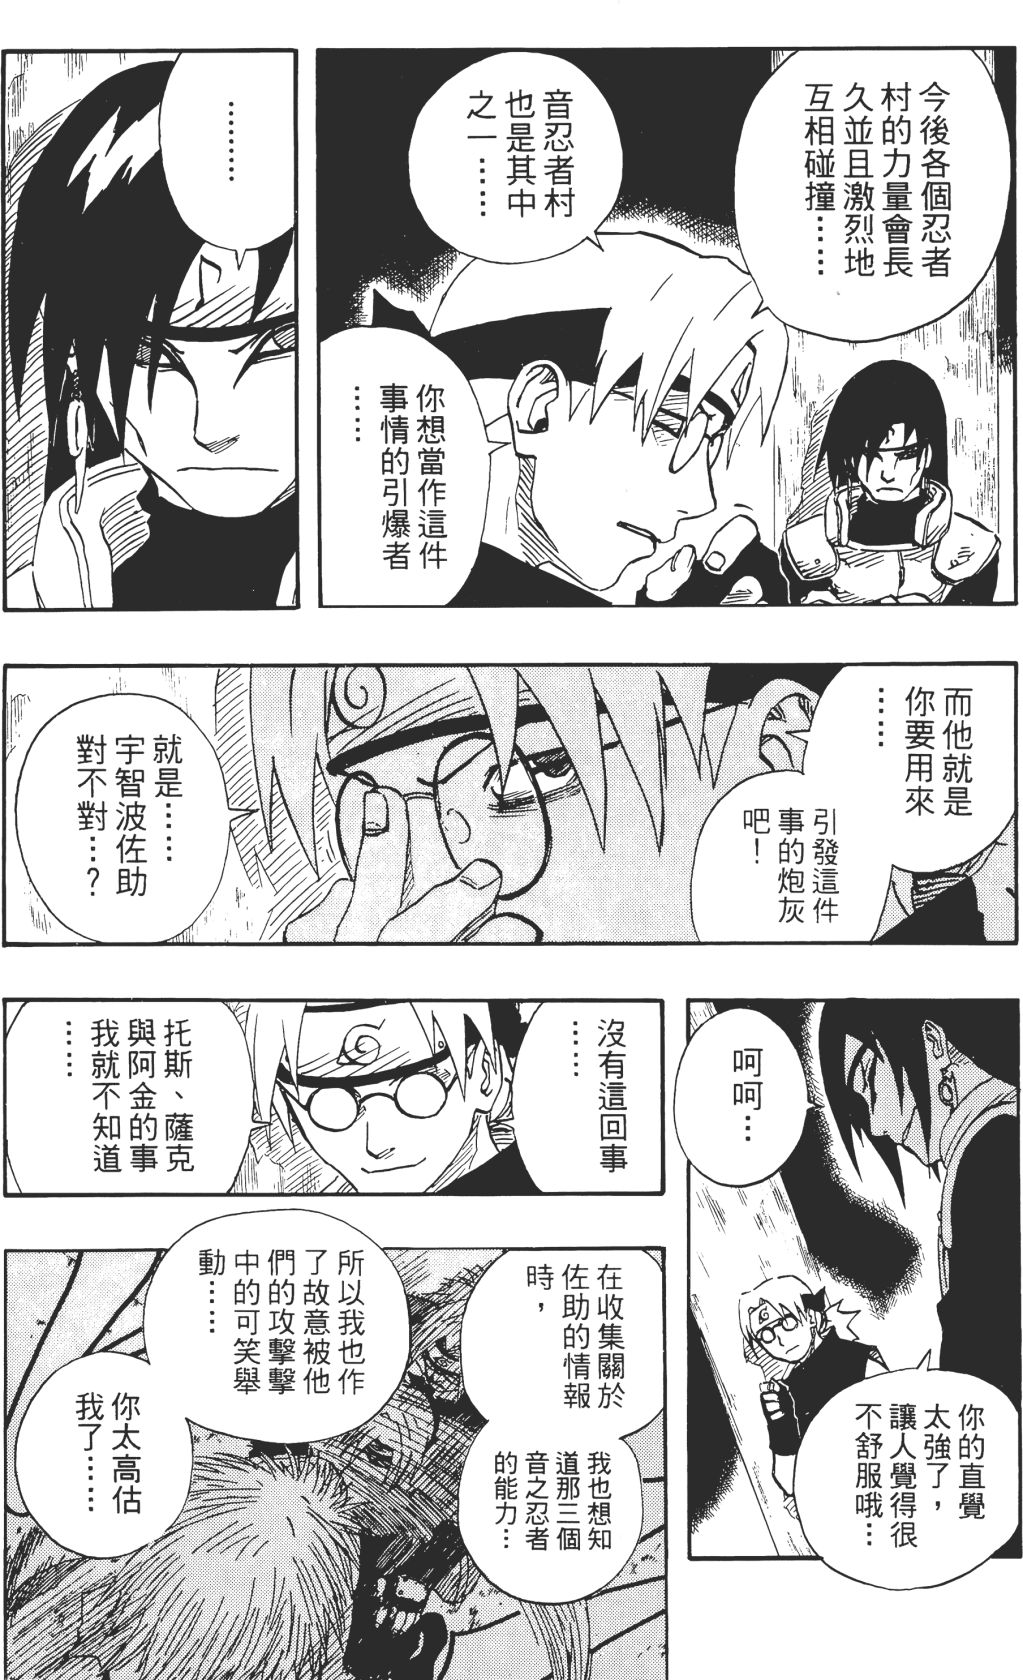 今後各個忍者
村的力量會長
久並且激烈地
互相碰撞……
音忍者村
也是其中
之一……
你想當作這件
事情的引爆者
……
………
而他就是
你要用來
……
引發這件
事的炮灰
吧！
就是……
宇智波佐助
對不對…？
呵呵…
你的直覺
太強了，
讓人覺得很
不舒服哦…
沒有這回事
……
托斯、薩克
與阿金的事
我就不知道
……
在收集關於
佐助的情報
時，
我也想知
道那三個
音之忍者
的能力…
所以我也作
了故意被他
們的攻擊擊
中的可笑舉
動……
你太高估
我了……